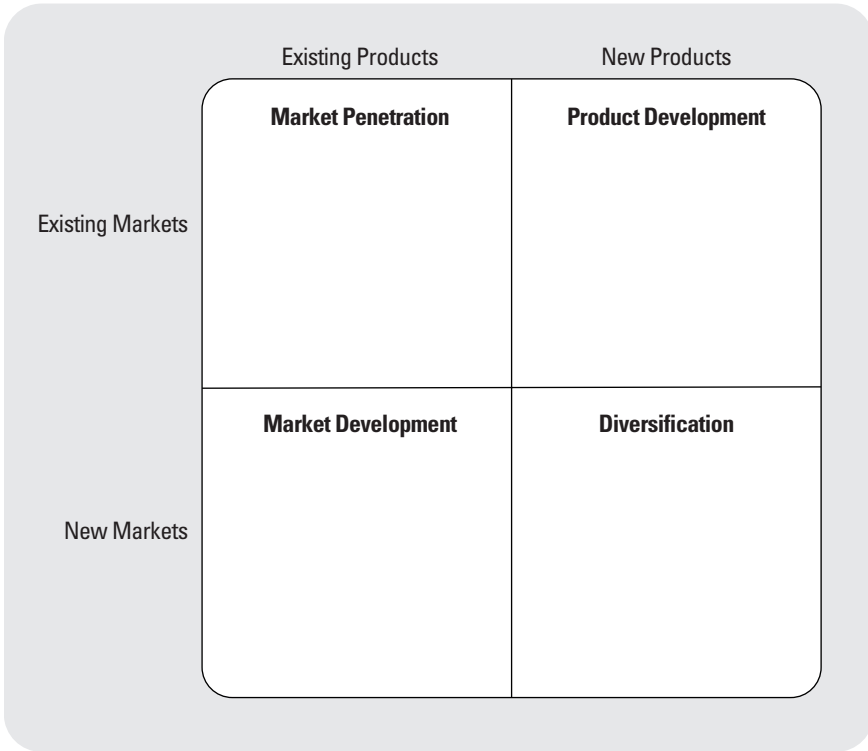 Existing Products
New Products
Market Penetration
Product Development
Existing Markets
Market Development
Diversification
New Markets